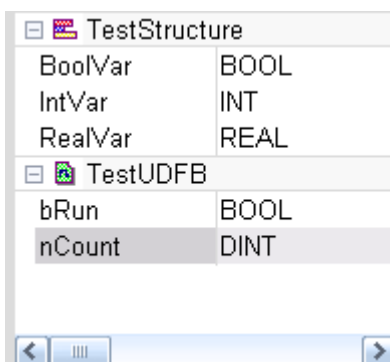 TestStructure
BoolVar BOOL
IntVar INT
RealVar REAL
TestUDFB
bRun BOOL
nCount DINT